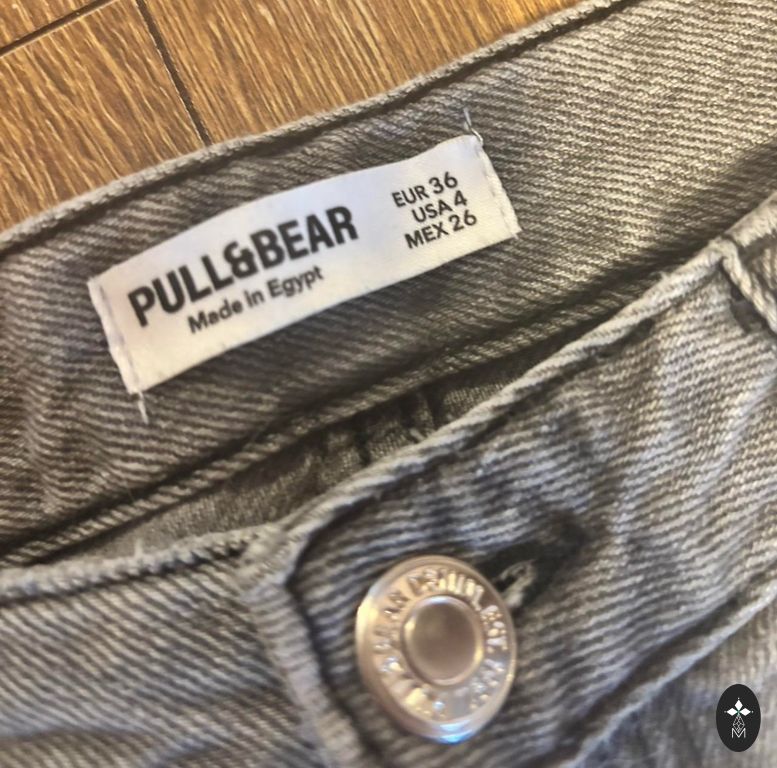 PULL&BEAR
Made in Egypt
EUR 36
USA 4
MEX 26